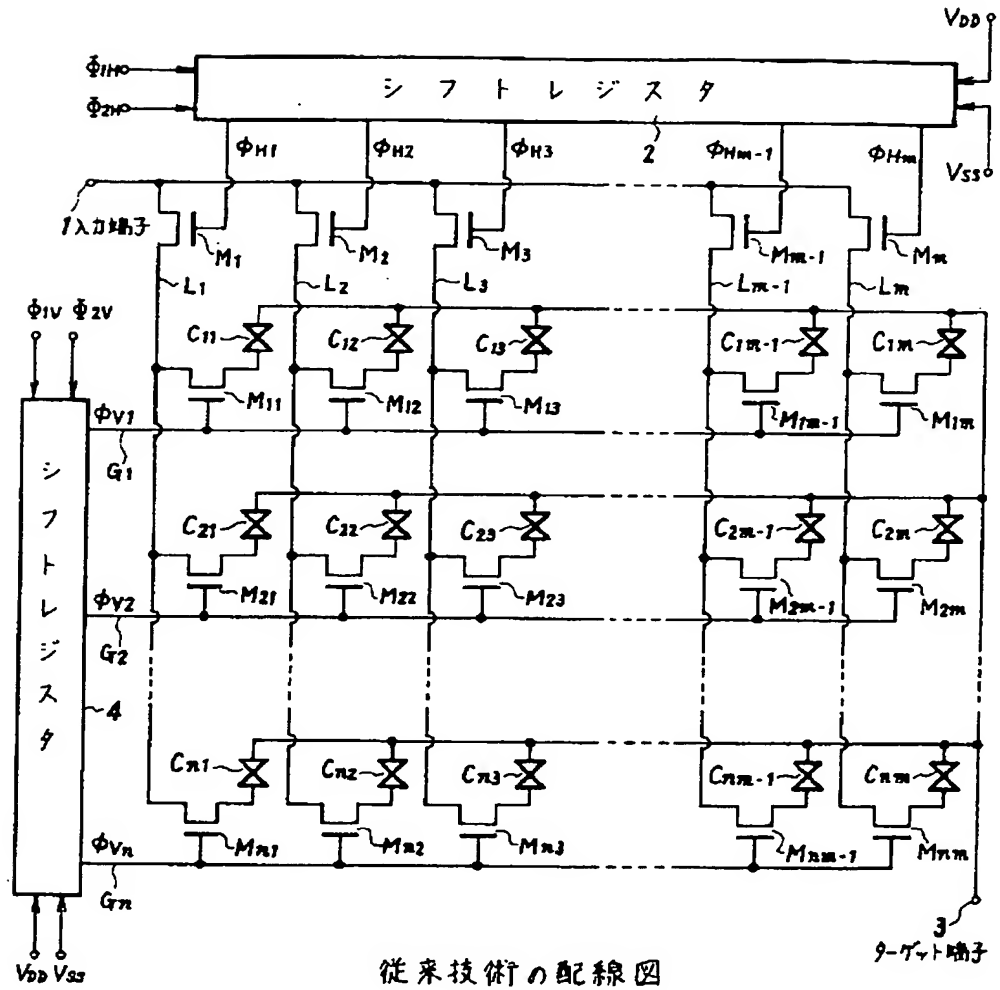 VDD
Φ1H
シフトレジスタ
Φ2H
ΦH1
ΦH2
ΦH3
2
ΦHm-1
ΦHm
VSS
1入力端子
M1
M2
M3
Mm-1
Mn
L1
L2
L3
Lm-1
Lm
Φ1V
Φ2V
C11
C12
C13
C1m-1
C1m
M11
M12
M13
M1m-1
M1m
ΦV1
G1
シフトレジスタ
C21
C22
C23
C2m-1
C2m
M21
M22
M23
M2m-1
M2m
ΦV2
G2
4
Cn1
Cn2
Cn3
Cnm-1
Cnm
Mn1
Mn2
Mn3
Mnm-1
Mnm
ΦVn
Gn
3
ターゲット端子
VDD
VSS
従来技術の配線図